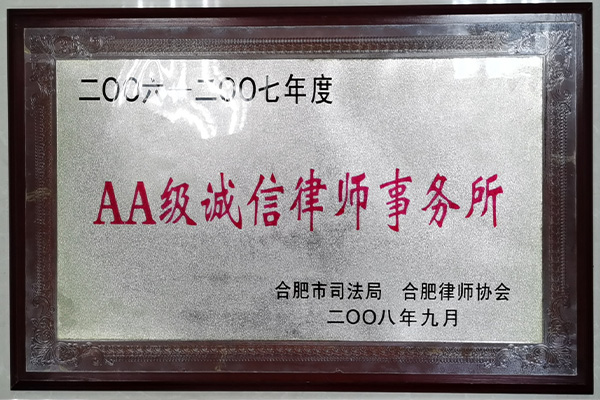 二〇〇六—二〇〇七年度
AA级诚信律师事务所
合肥市司法局 合肥律师协会
二〇〇八年九月